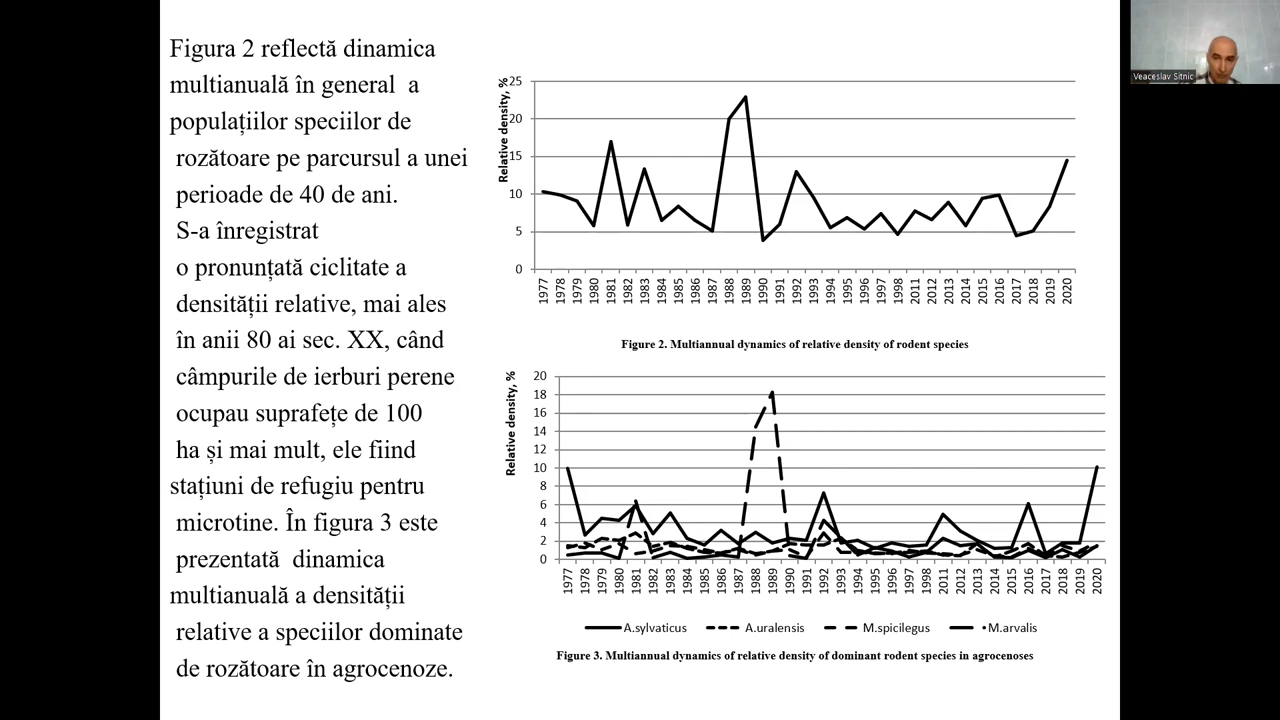 Figura 2 reflectă dinamica
multianuală în general a
populațiilor speciilor de
rozătoare pe parcursul a unei
perioade de 40 de ani.
S-a înregistrat
o pronunțată ciclitate a
densității relative, mai ales
în anii 80 ai sec. XX, când
câmpurile de ierburi perene
ocupau suprafețe de 100
ha și mai mult, ele fiind
stațiuni de refugiu pentru
microtine. În figura 3 este
prezentată dinamica
multianuală a densității
relative a speciilor dominate
de rozătoare în agrocenoze.
Relative density, %
25
20
15
10
5
0
1977 1978 1979 1980 1981 1982 1983 1984 1985 1986 1987 1988 1989 1990 1991 1992 1993 1994 1995 1996 1997 1998 2011 2012 2013 2014 2015 2016 2017 2018 2019 2020
Figure 2. Multiannual dynamics of relative density of rodent species
Relative density, %
20
18
16
14
12
10
8
6
4
2
0
1977 1978 1979 1980 1981 1982 1983 1984 1985 1986 1987 1988 1989 1990 1991 1992 1993 1994 1995 1996 1997 1998 2011 2012 2013 2014 2015 2016 2017 2018 2019 2020
A.sylvaticus A.uralensis M.spicilegus M.arvalis
Figure 3. Multiannual dynamics of relative density of dominant rodent species in agrocenoses
Veaceslav Sitnic